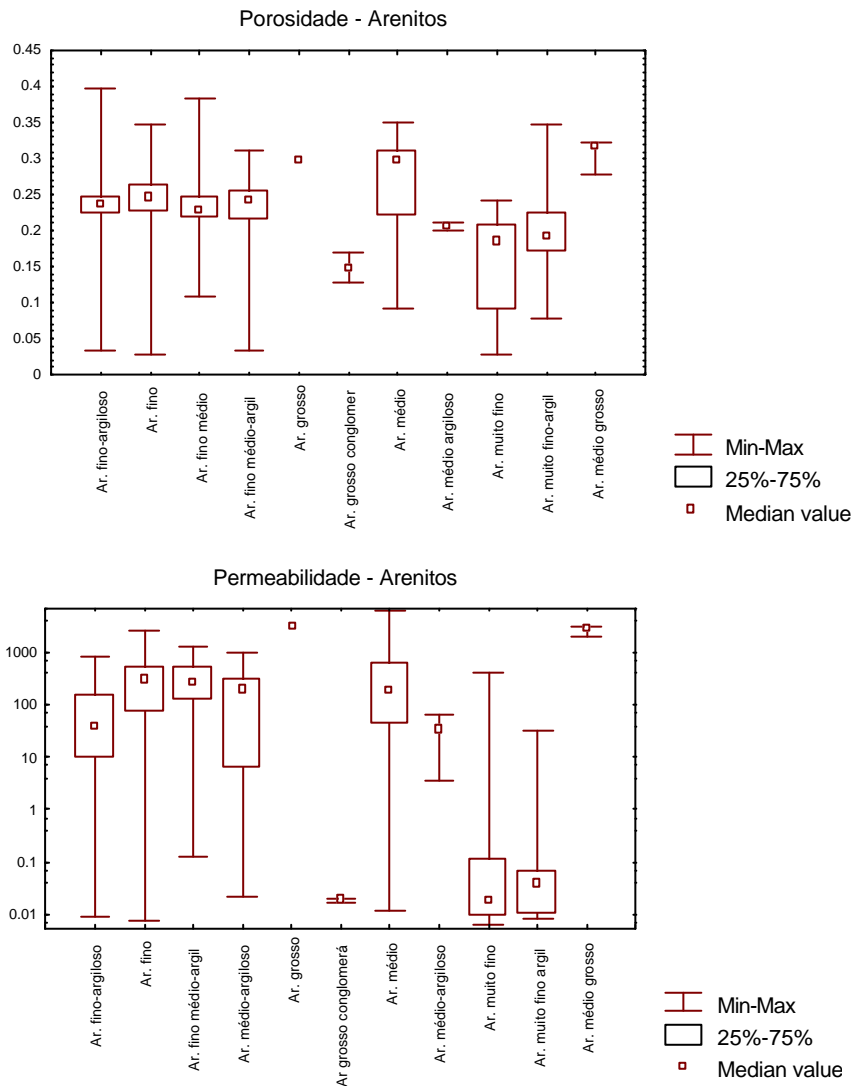 Porosidade - Arenitos
0.45
0.4
0.35
0.3
0.25
0.2
0.15
0.1
0.05
0
Ar. fino-argiloso
Ar. fino
Ar. fino médio
Ar. fino médio-argil
Ar. grosso
Ar. grosso conglomer
Ar. médio
Ar. médio argiloso
Ar. muito fino
Ar. muito fino-argil
Ar. médio grosso
Min-Max
25%-75%
Median value
Permeabilidade - Arenitos
1000
100
10
1
0.1
0.01
Ar. fino-argiloso
Ar. fino
Ar. fino médio-argil
Ar. médio-argiloso
Ar. grosso
Ar grosso conglomerá
Ar. médio
Ar. médio-argiloso
Ar. muito fino
Ar. muito fino argil
Ar. médio grosso
Min-Max
25%-75%
Median value